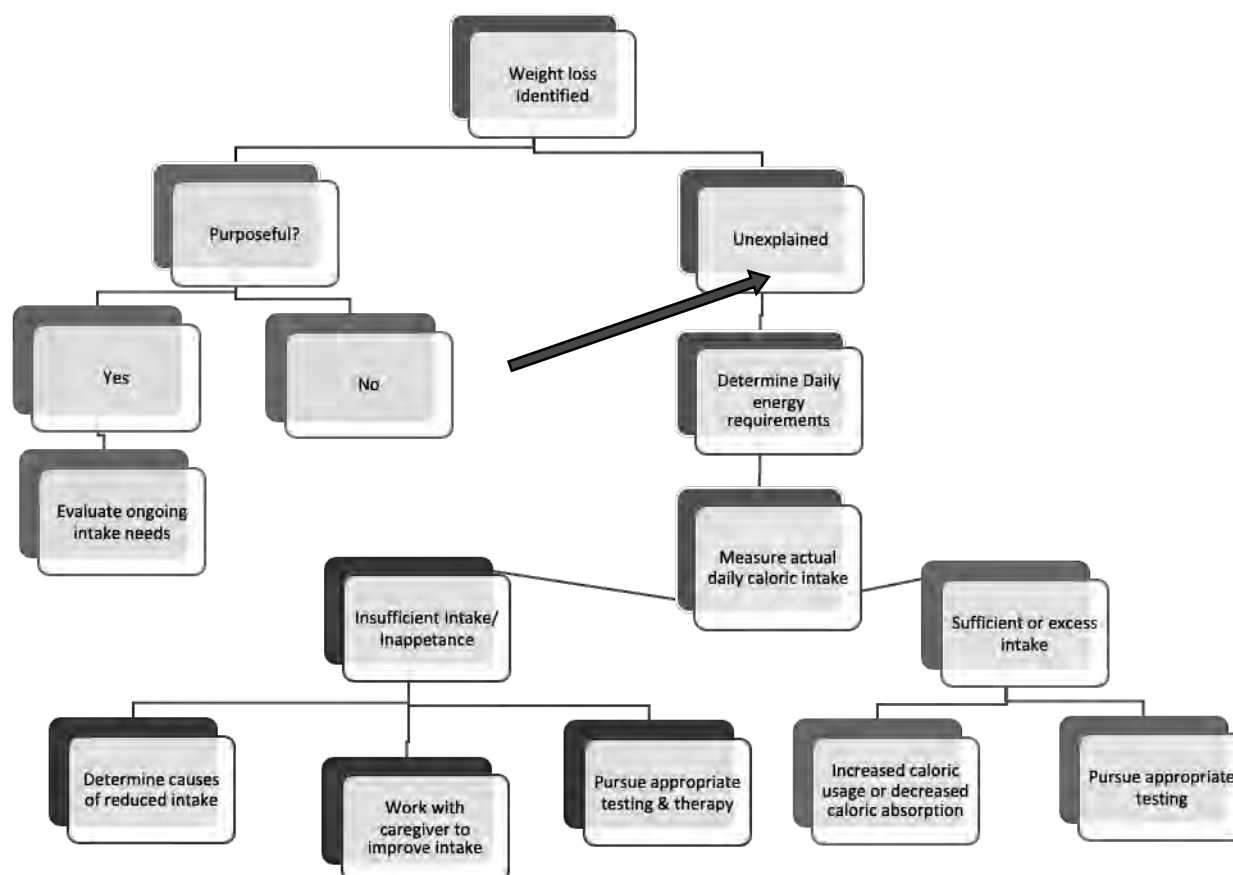 Weight loss
Identified
Purposeful?
Unexplained
Yes
No
Determine Daily
energy
requirements
Evaluate ongoing
intake needs
Measure actual
daily caloric intake
Insufficient Intake/
Inappetance
Sufficient or excess
intake
Determine causes
of reduced intake
Work with
caregiver to
improve intake
Pursue appropriate
testing & therapy
Increased caloric
usage or decreased
caloric absorption
Pursue appropriate
testing